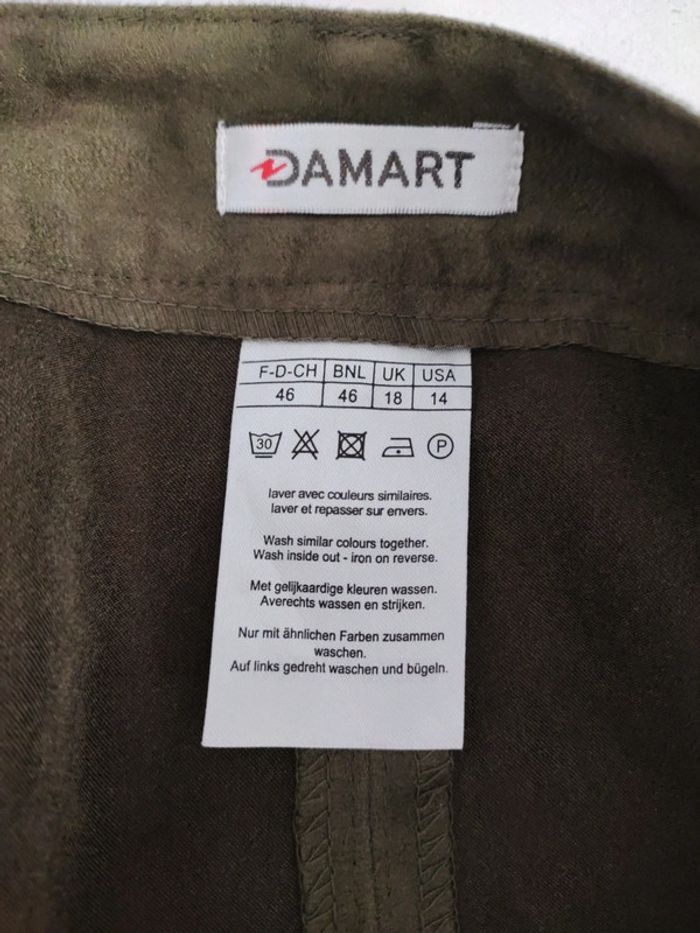 DAMART
F-D-CH BNL UK USA
46 46 18 14
30 P
laver avec couleurs similaires.
laver et repasser sur envers.
Wash similar colours together.
Wash inside out - iron on reverse.
Met gelijkaardige kleuren wassen.
Averechts wassen en strijken.
Nur mit ähnlichen Farben zusammen
waschen.
Auf links gedreht waschen und bügeln.